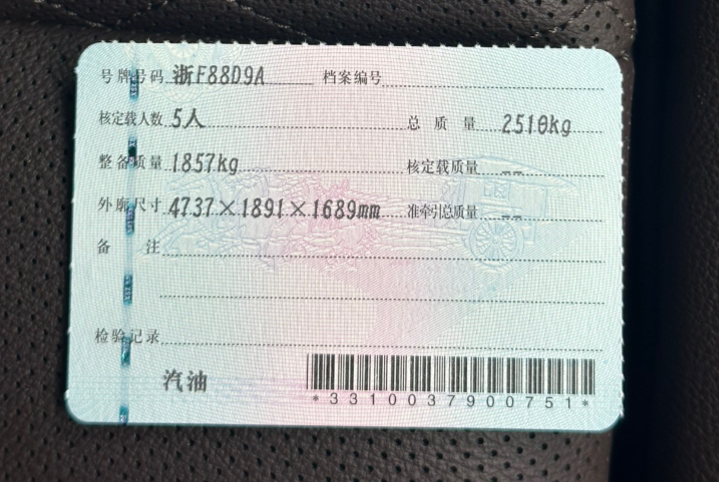 号牌号码 浙F88D9A 档案编号
核定载人数 5人 总质量 2510kg
整备质量 1857kg 核定载质量 --
外廓尺寸 4737×1891×1689mm 准牵引总质量 --
备注
检验记录
汽油
*3310037900751*